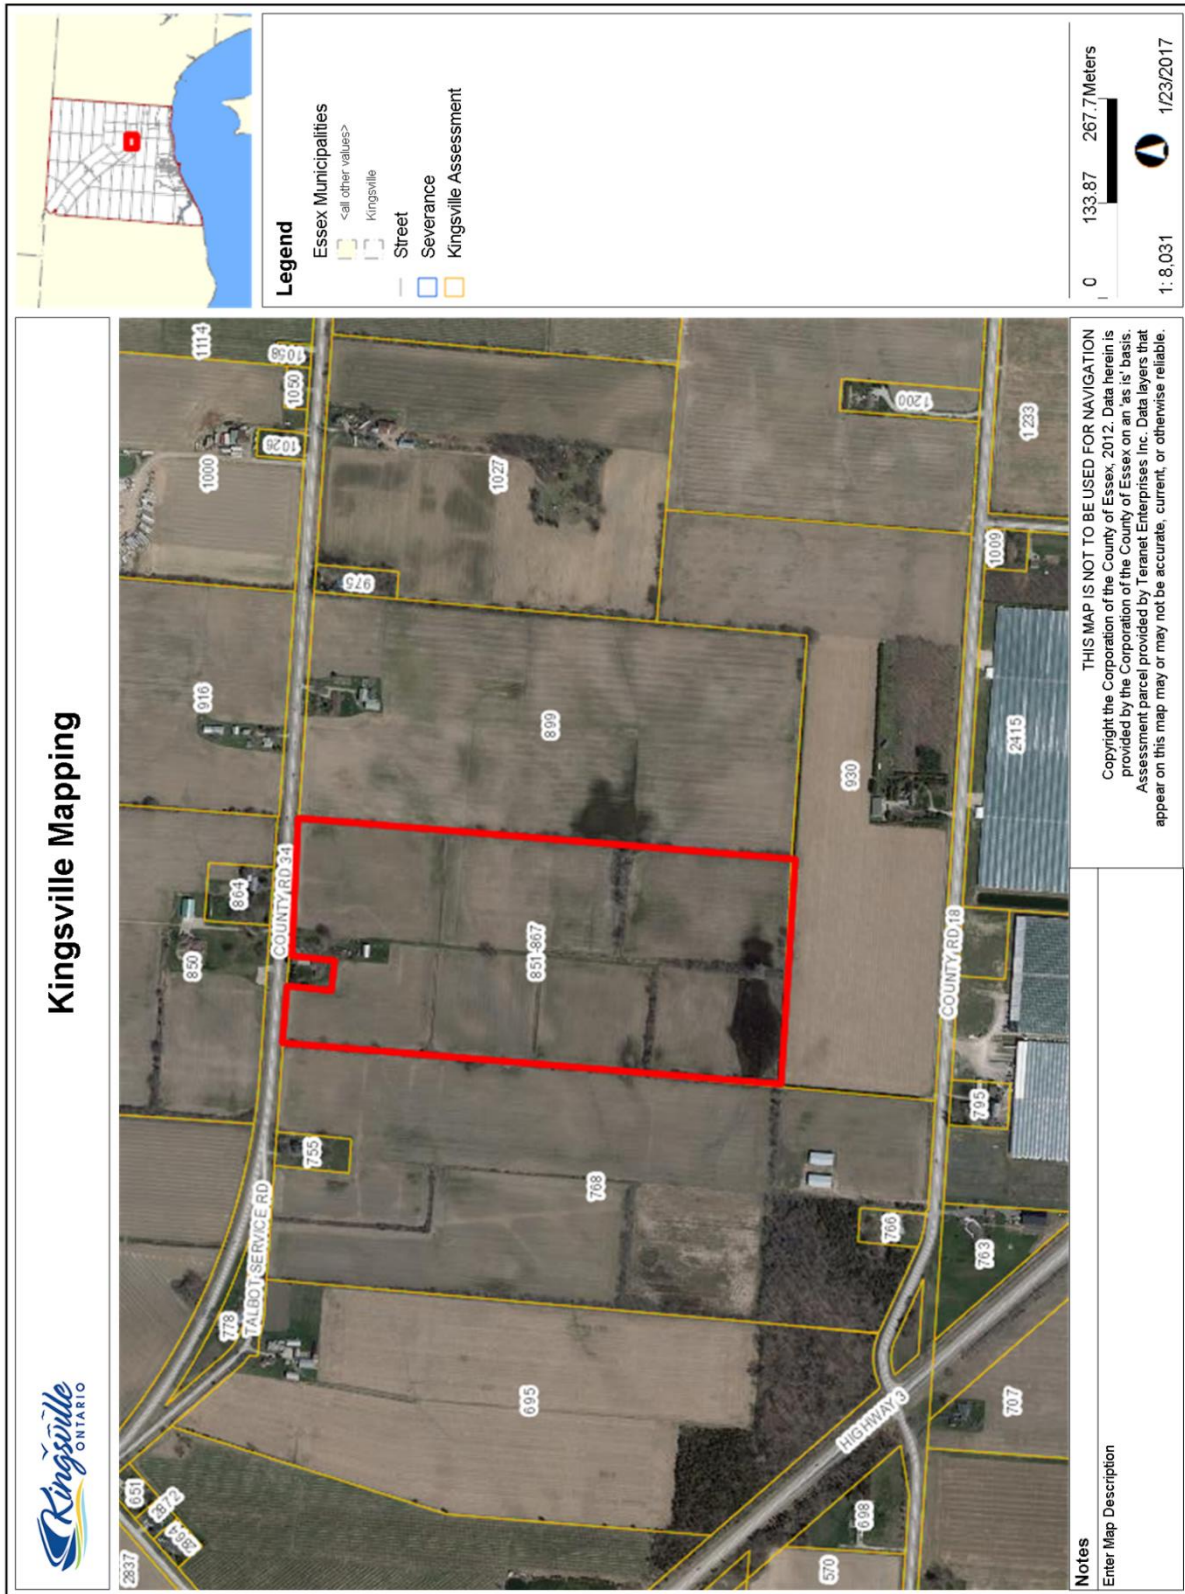 Kingsville
ONTARIO
Kingsville Mapping
Legend
Essex Municipalities
<all other values>
Kingsville
Street
Severance
Kingsville Assessment
0 133.87 267.7 Meters
1: 8,031
1/23/2017
2837
651
2872
2864
778
TALBOT SERVICE RD
755
850
864
COUNTY RD 34
916
1000
1026
1050
1058
1114
695
768
851-867
899
975
1027
930
1200
HIGHWAY 3
766
COUNTY RD 18
570
698
707
763
795
2415
1009
1233
Notes
Enter Map Description
THIS MAP IS NOT TO BE USED FOR NAVIGATION
Copyright the Corporation of the County of Essex, 2012. Data herein is
provided by the Corporation of the County of Essex on an 'as is' basis.
Assessment parcel provided by Teranet Enterprises Inc. Data layers that
appear on this map may or may not be accurate, current, or otherwise reliable.